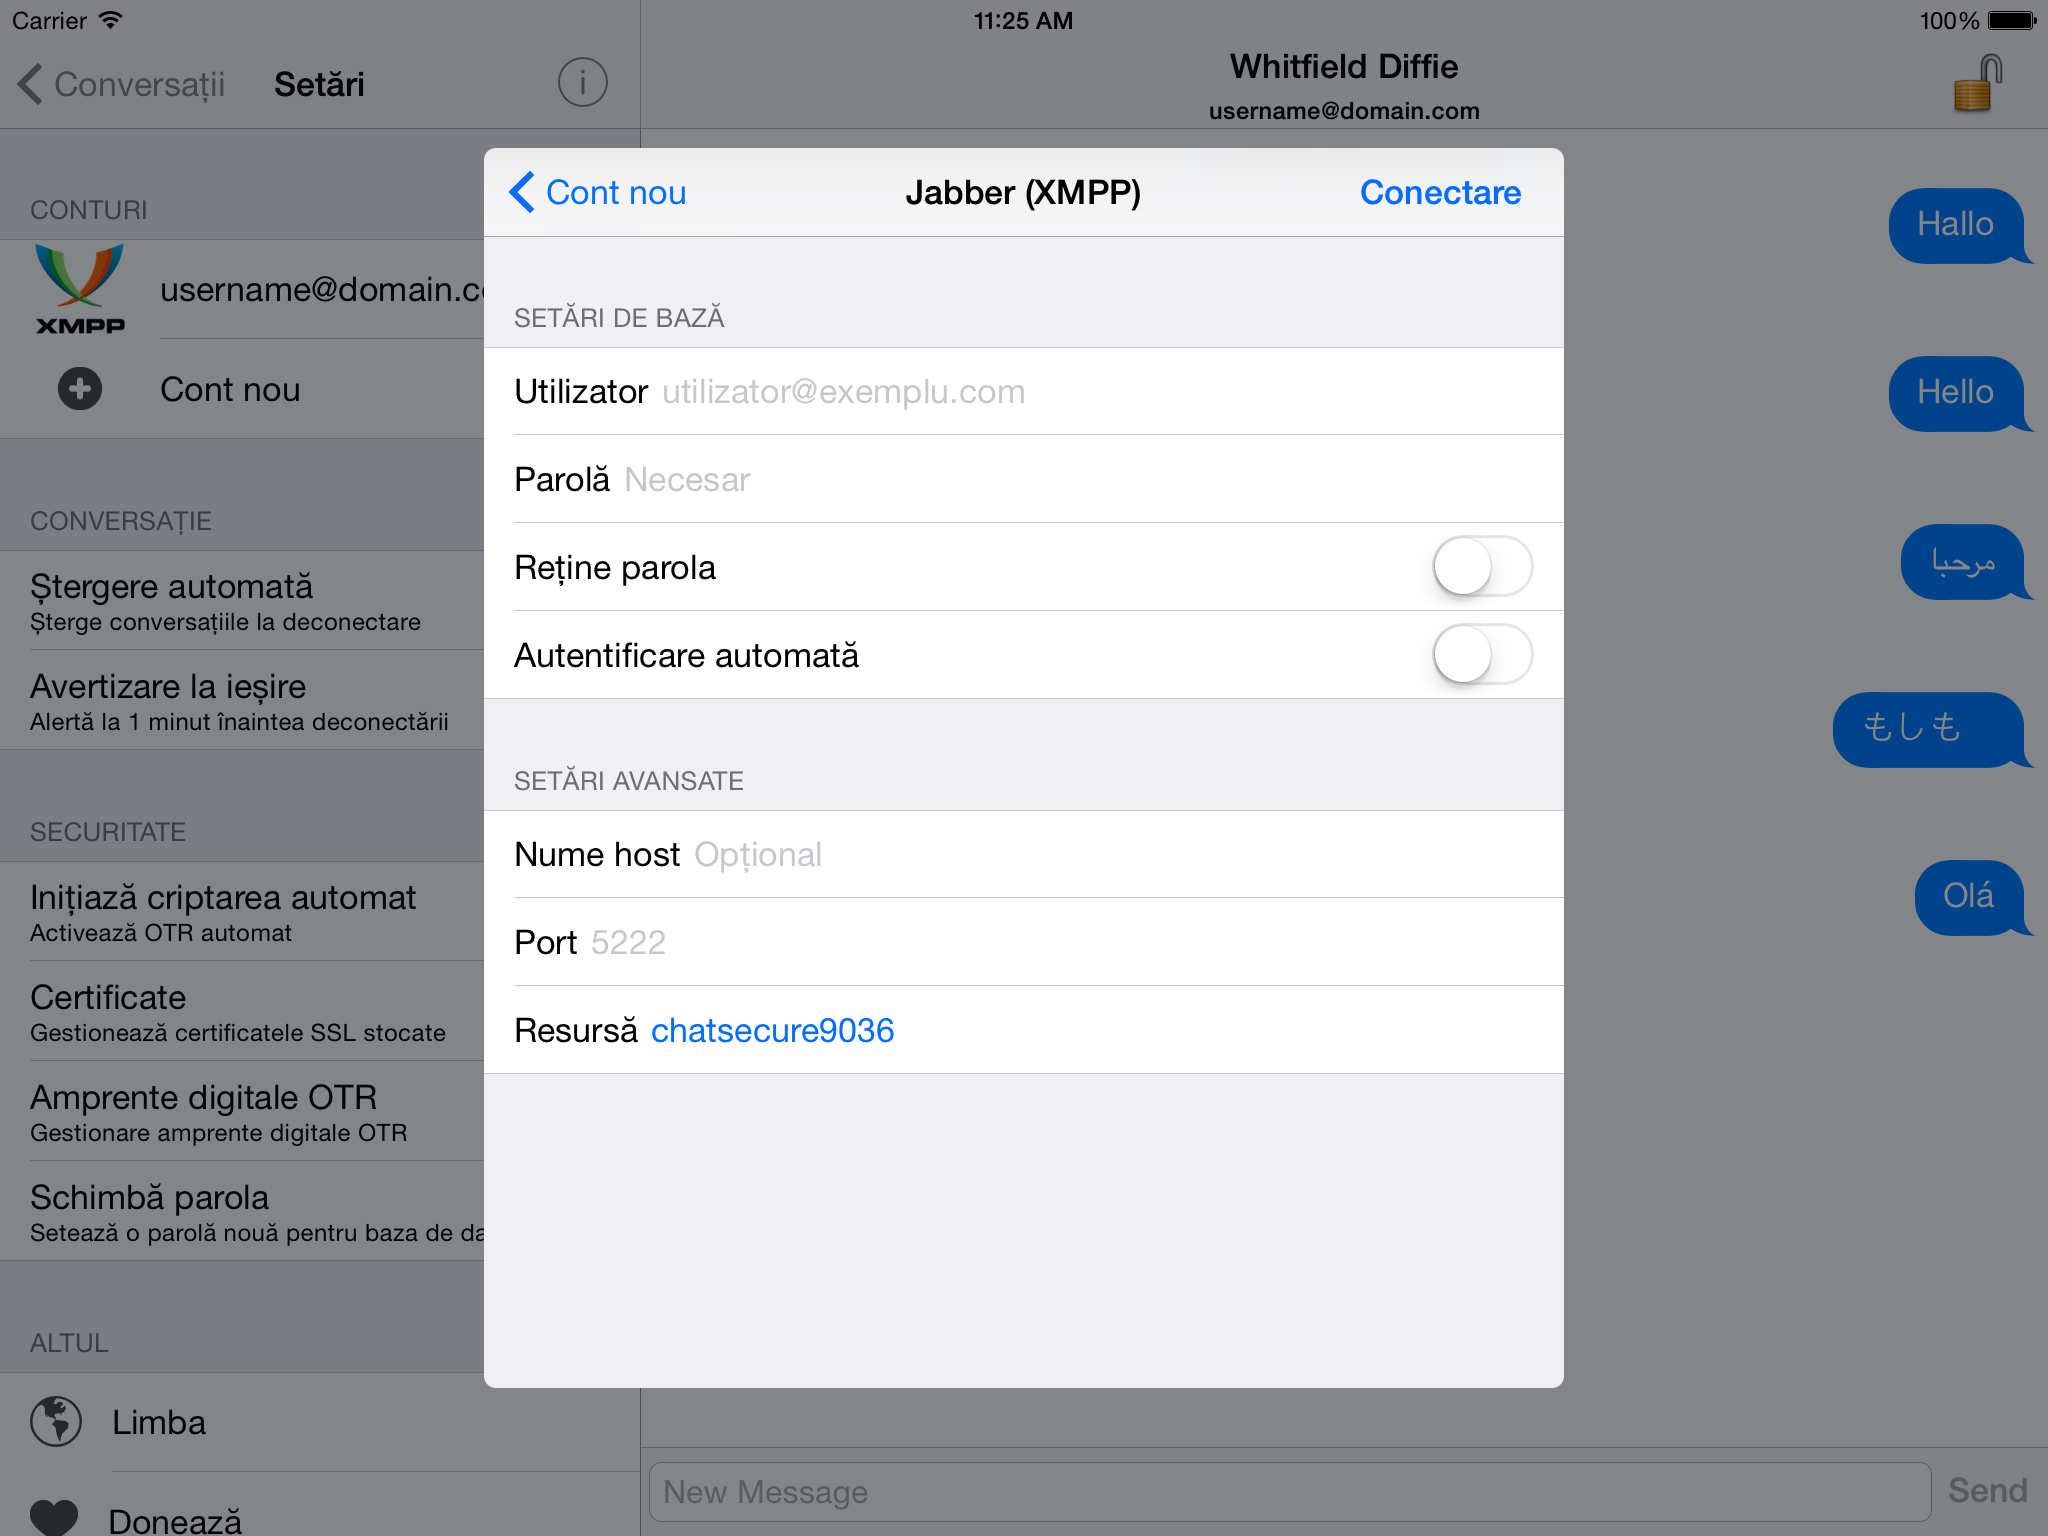 Carrier
11:25 AM
100%
Conversații
Setări
Whitfield Diffie
username@domain.com
CONTURI
XMPP
username@domain.c
Cont nou
CONVERSAȚIE
Ștergere automată
Șterge conversațiile la deconectare
Avertizare la ieșire
Alertă la 1 minut înaintea deconectării
SECURITATE
Inițiază criptarea automat
Activează OTR automat
Certificate
Gestionează certificatele SSL stocate
Amprente digitale OTR
Gestionare amprente digitale OTR
Schimbă parola
Setează o parolă nouă pentru baza de da
ALTUL
Limba
Donează
Cont nou
Jabber (XMPP)
Conectare
SETĂRI DE BAZĂ
Utilizator utilizator@exemplu.com
Parolă Necesar
Reține parola
Autentificare automată
SETĂRI AVANSATE
Nume host Opțional
Port 5222
Resursă chatsecure9036
Hallo
Hello
مرحبا
もしも
Olá
New Message
Send